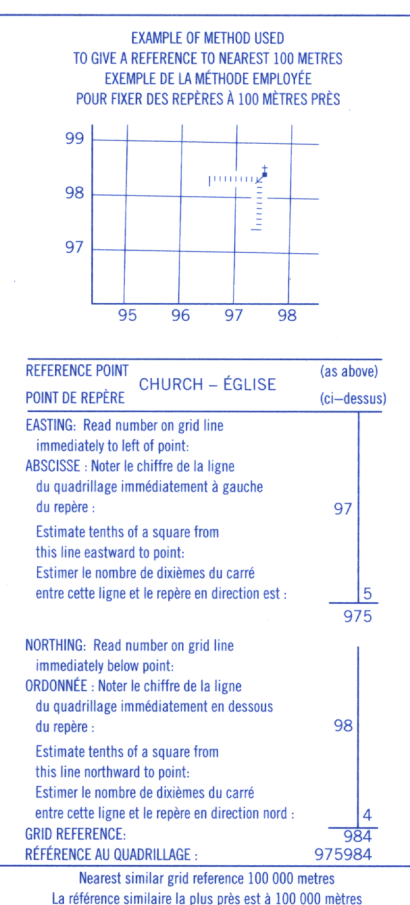 EXAMPLE OF METHOD USED
TO GIVE A REFERENCE TO NEAREST 100 METRES
EXEMPLE DE LA MÉTHODE EMPLOYÉE
POUR FIXER DES REPÈRES À 100 MÈTRES PRÈS
99
98
97
95 96 97 98
REFERENCE POINT (as above)
CHURCH – ÉGLISE
POINT DE REPÈRE (ci–dessus)
EASTING: Read number on grid line
immediately to left of point:
ABSCISSE : Noter le chiffre de la ligne
du quadrillage immédiatement à gauche
du repère : 97
Estimate tenths of a square from
this line eastward to point:
Estimer le nombre de dixièmes du carré
entre cette ligne et le repère en direction est : 5
975
NORTHING: Read number on grid line
immediately below point:
ORDONNÉE : Noter le chiffre de la ligne
du quadrillage immédiatement en dessous
du repère : 98
Estimate tenths of a square from
this line northward to point:
Estimer le nombre de dixièmes du carré
entre cette ligne et le repère en direction nord : 4
GRID REFERENCE: 984
RÉFÉRENCE AU QUADRILLAGE : 975984
Nearest similar grid reference 100 000 metres
La référence similaire la plus près est à 100 000 mètres